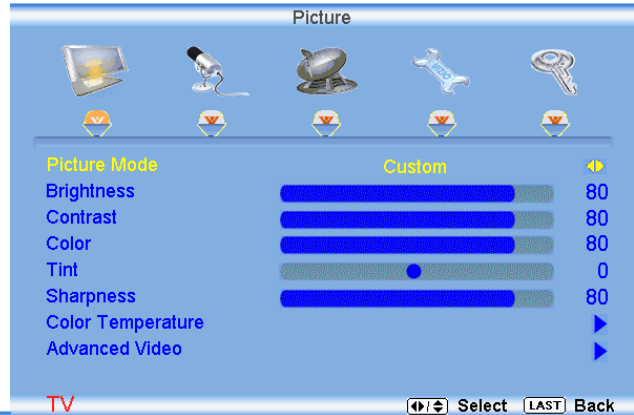 Picture
VIZIO
Picture Mode Custom
Brightness 80
Contrast 80
Color 80
Tint 0
Sharpness 80
Color Temperature
Advanced Video
TV Select LAST Back